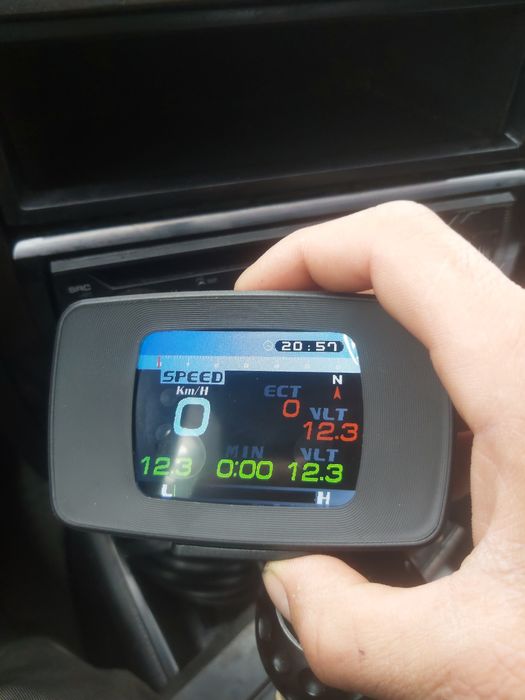 SRC
20:57
SPEED
Km/H
0
N
ECT
0
VLT
12.3
MIN
VLT
12.3
0:00
12.3
L
H